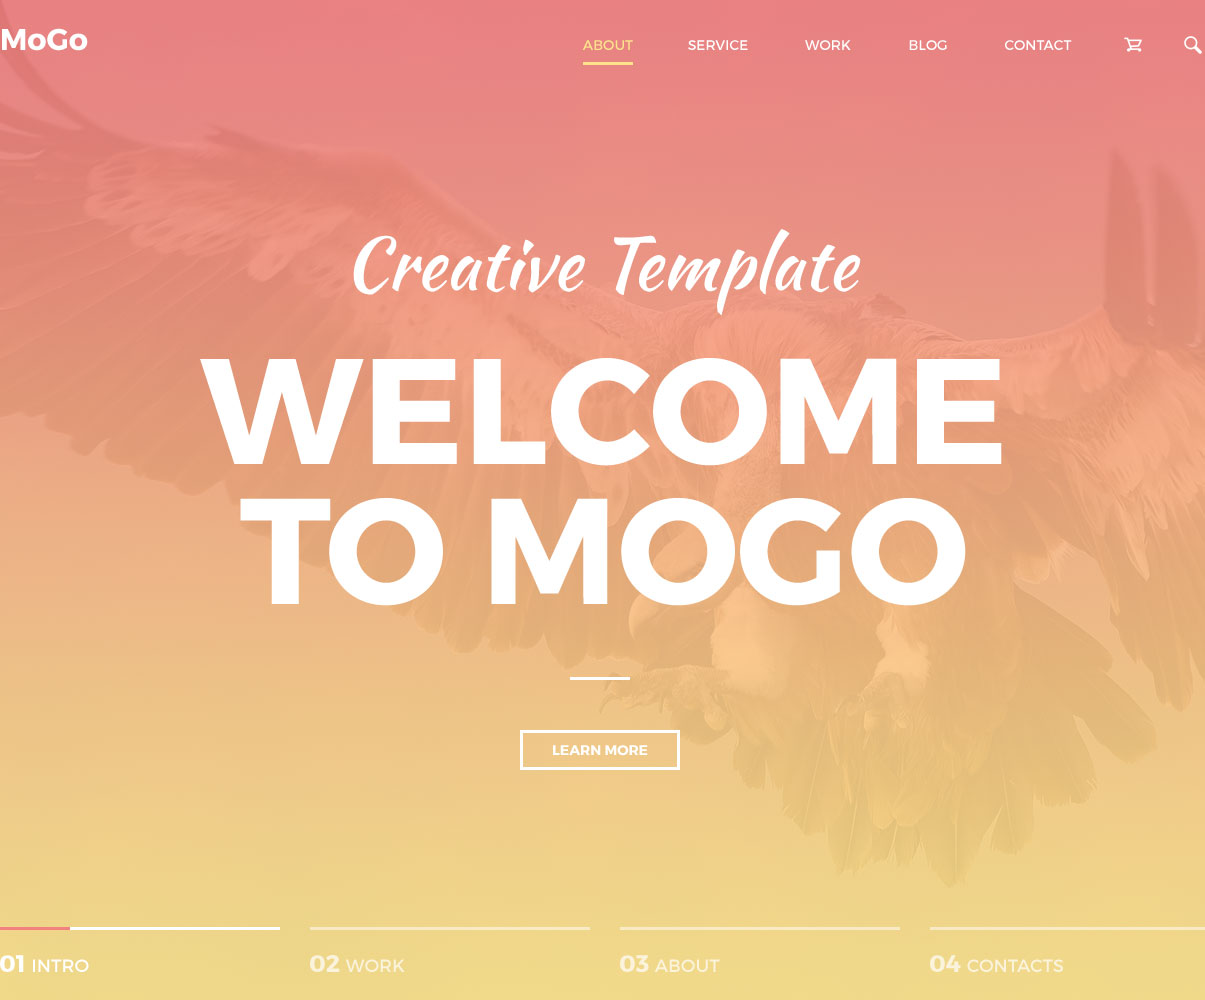 MoGo
ABOUT SERVICE WORK BLOG CONTACT
Creative Template
WELCOME
TO MOGO
LEARN MORE
01 INTRO 02 WORK 03 ABOUT 04 CONTACTS